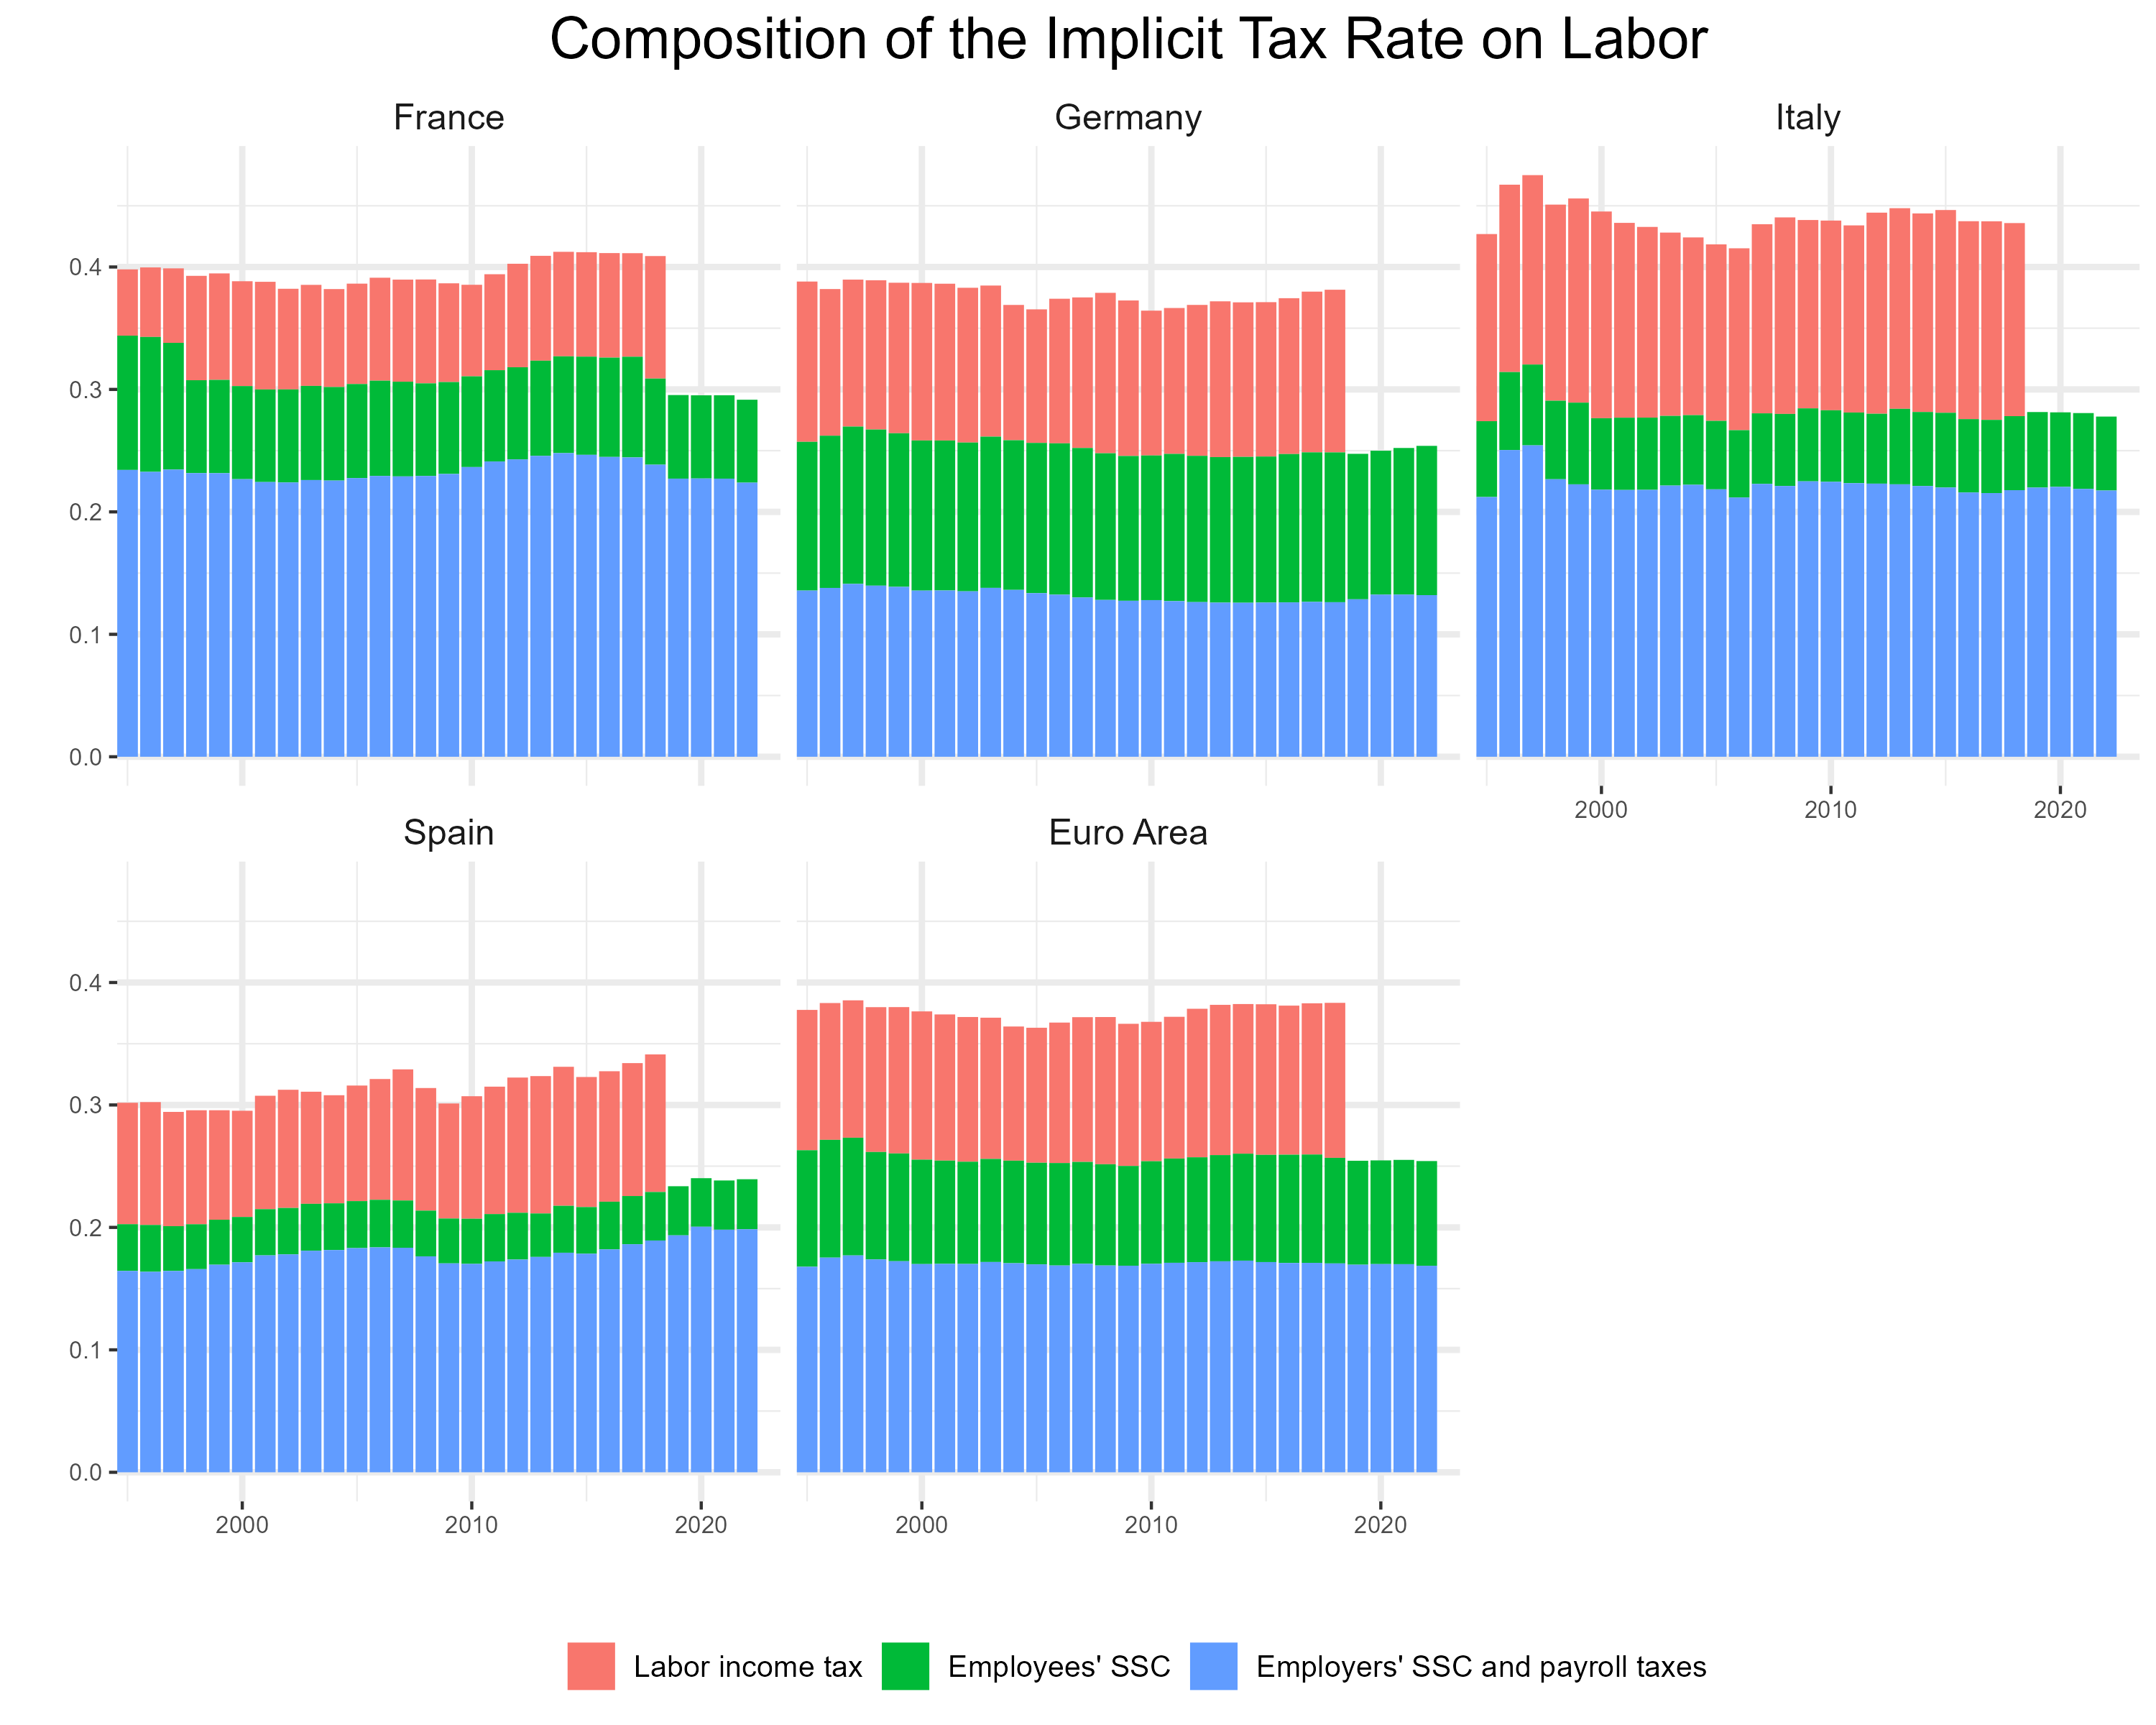 Composition of the Implicit Tax Rate on Labor
France
Germany
Italy
0.4
0.3
0.2
0.1
0.0
2000 2010 2020
Spain
Euro Area
0.4
0.3
0.2
0.1
0.0
2000 2010 2020
2000 2010 2020
Labor income tax
Employees' SSC
Employers' SSC and payroll taxes